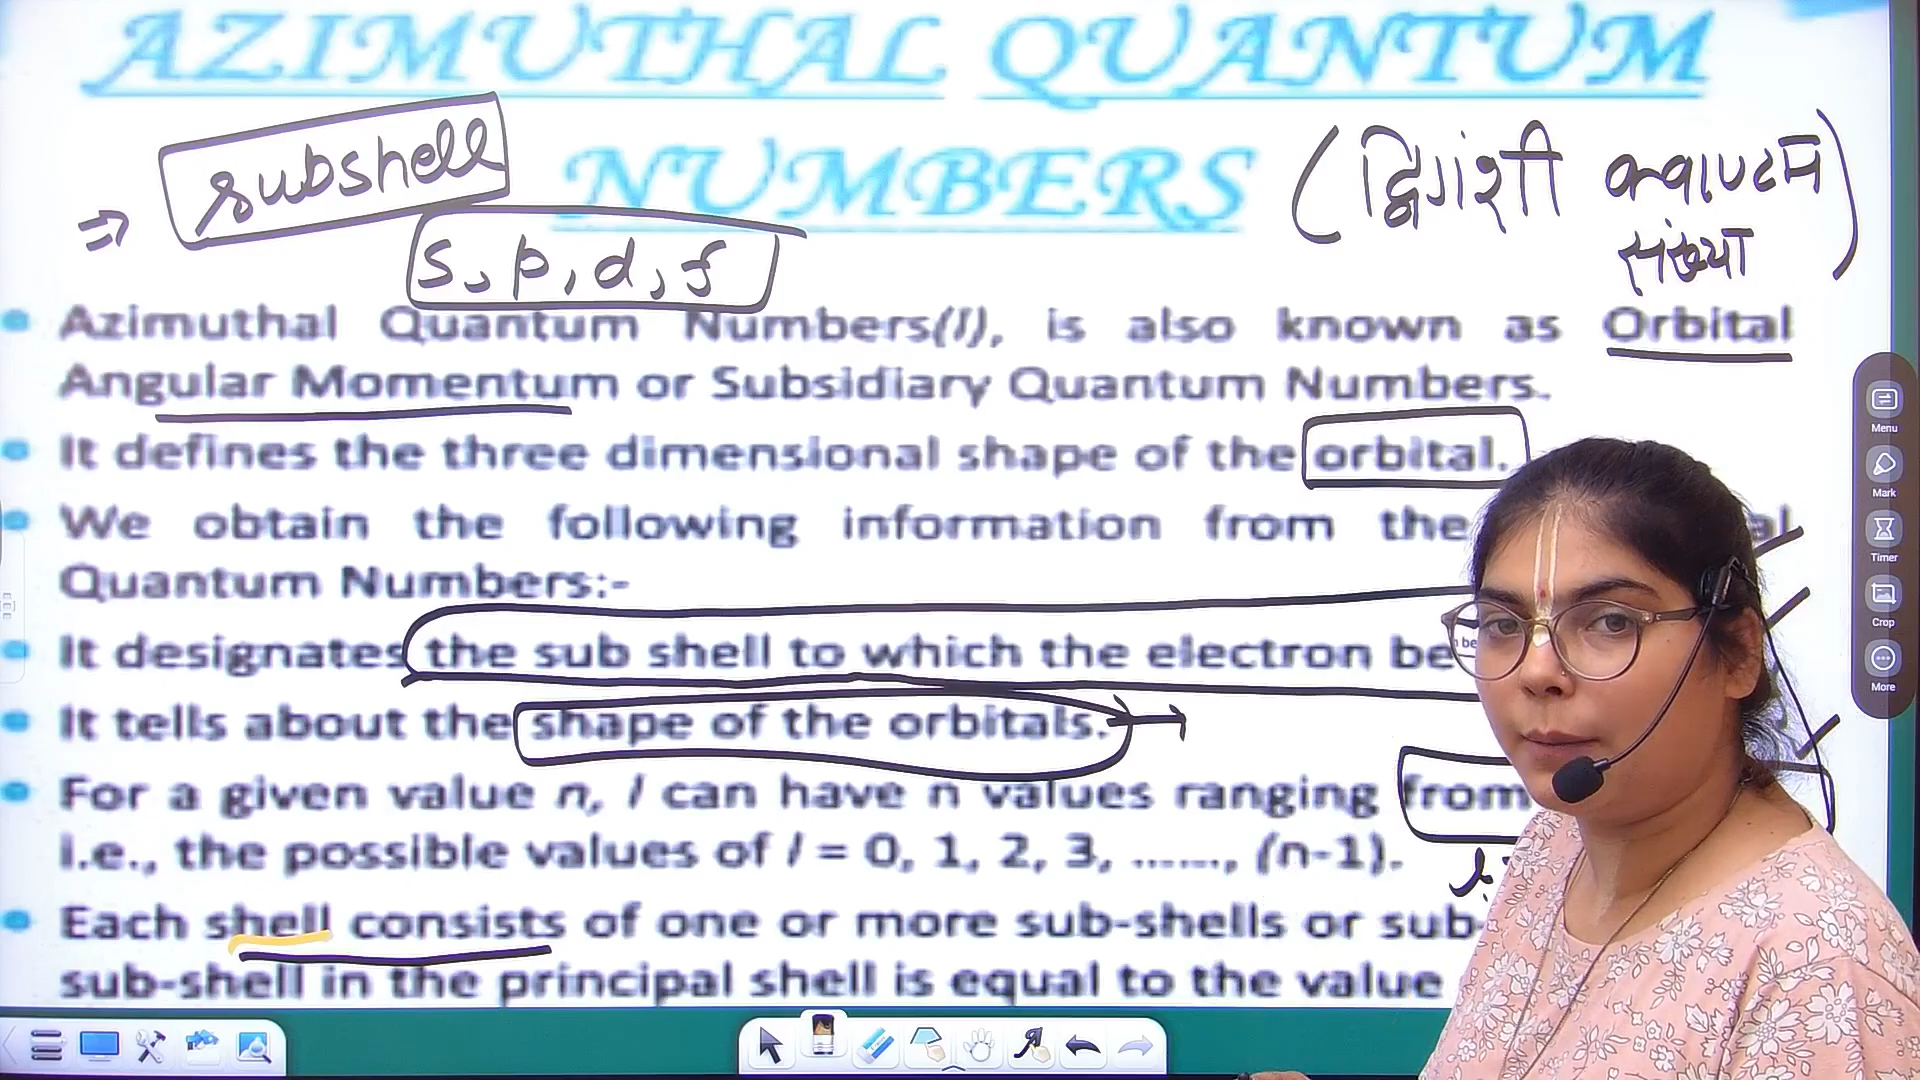 AZIMUTHAL QUANTUM
NUMBERS
(द्विगंशी क्वाण्टम
संख्या)
⇒ subshell
s, p, d, f
• Azimuthal Quantum Numbers(l), is also known as Orbital
Angular Momentum or Subsidiary Quantum Numbers.
• It defines the three dimensional shape of the orbital.
• We obtain the following information from the
Quantum Numbers:-
• It designates the sub shell to which the electron be
• It tells about the shape of the orbitals.
• For a given value n, l can have n values ranging from
i.e., the possible values of l = 0, 1, 2, 3, ......, (n-1).
• Each shell consists of one or more sub-shells or sub-
sub-shell in the principal shell is equal to the value
Menu
Mark
Timer
Crop
More